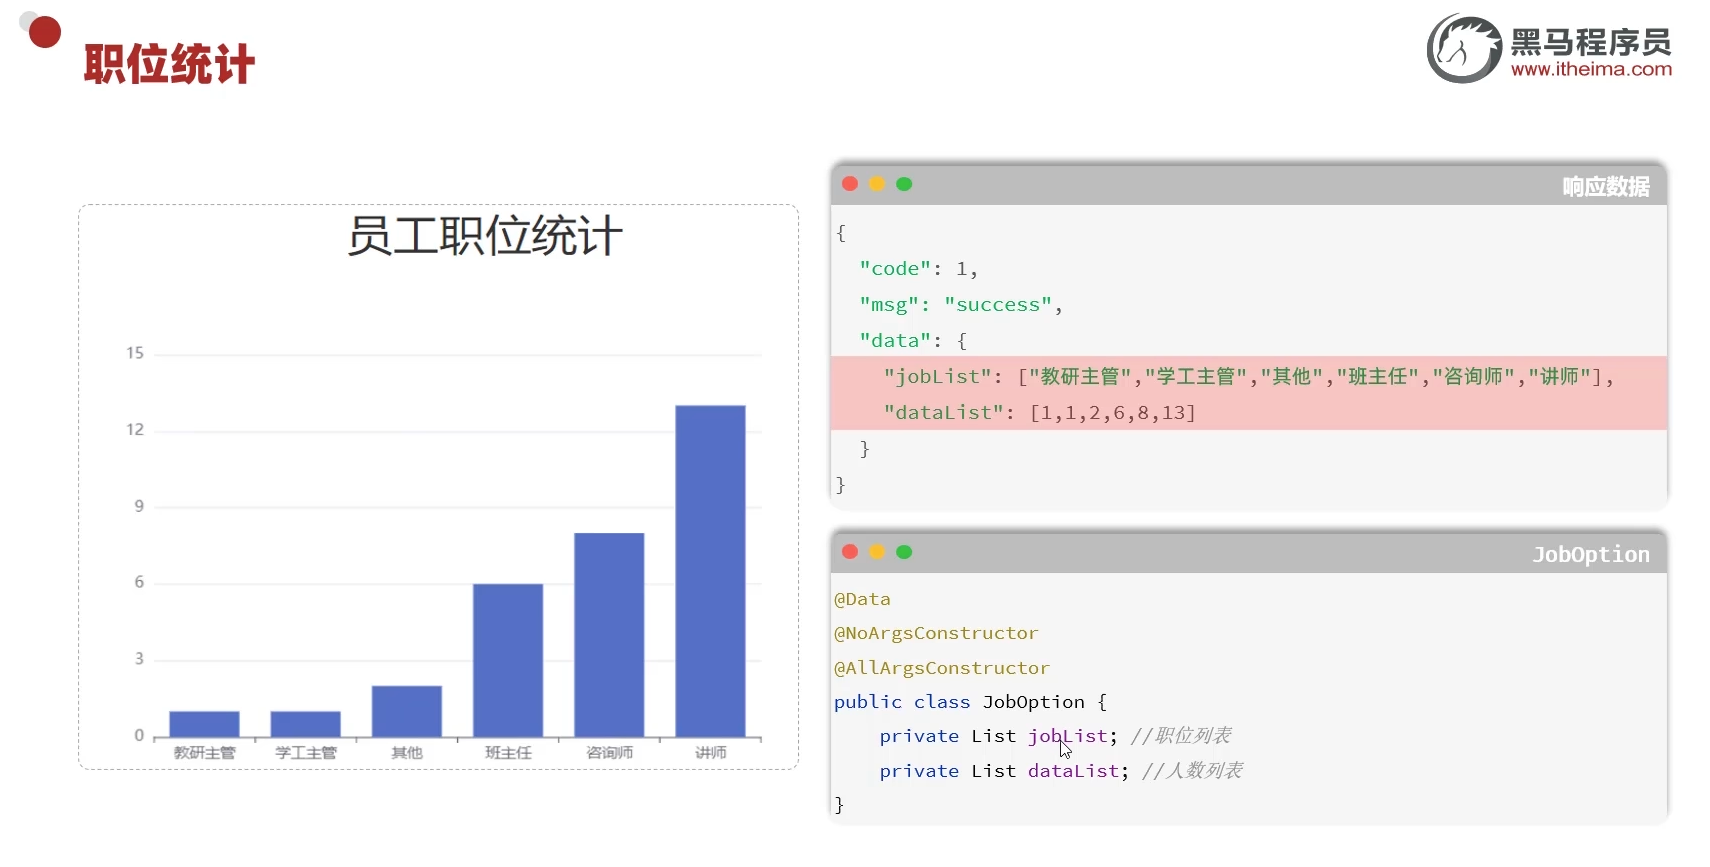 职位统计
黑马程序员
www.itheima.com
员工职位统计
15
12
9
6
3
0
教研主管 学工主管 其他 班主任 咨询师 讲师
响应数据
{
"code": 1,
"msg": "success",
"data": {
"jobList": ["教研主管","学工主管","其他","班主任","咨询师","讲师"],
"dataList": [1,1,2,6,8,13]
}
}
JobOption
@Data
@NoArgsConstructor
@AllArgsConstructor
public class JobOption {
private List jobList; //职位列表
private List dataList; //人数列表
}